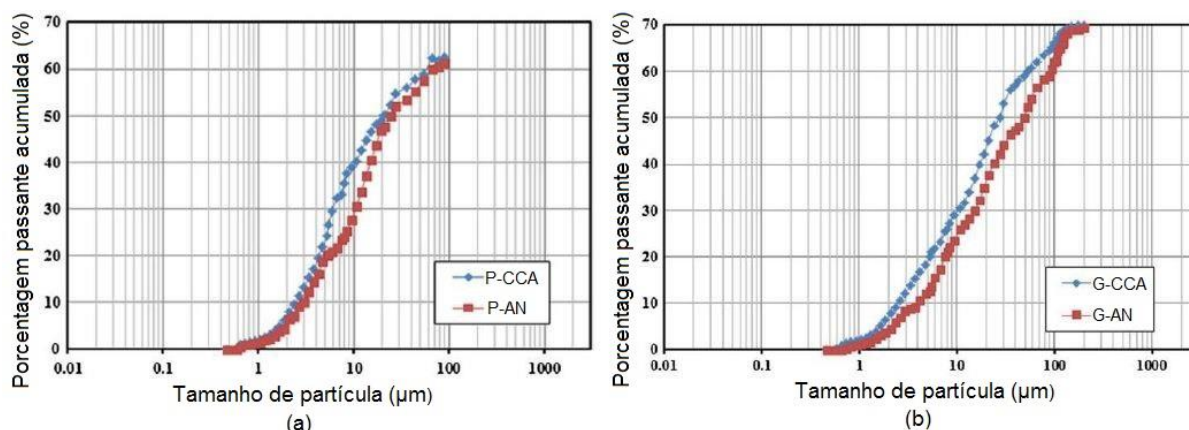 Porcentagem passante acumulada (%)
70
60
50
40
30
20
10
0
P-CCA
P-AN
0.01 0.1 1 10 100 1000
Tamanho de partícula (µm)
(a)
Porcentagem passante acumulada (%)
70
60
50
40
30
20
10
0
G-CCA
G-AN
0.01 0.1 1 10 100 1000
Tamanho de partícula (µm)
(b)